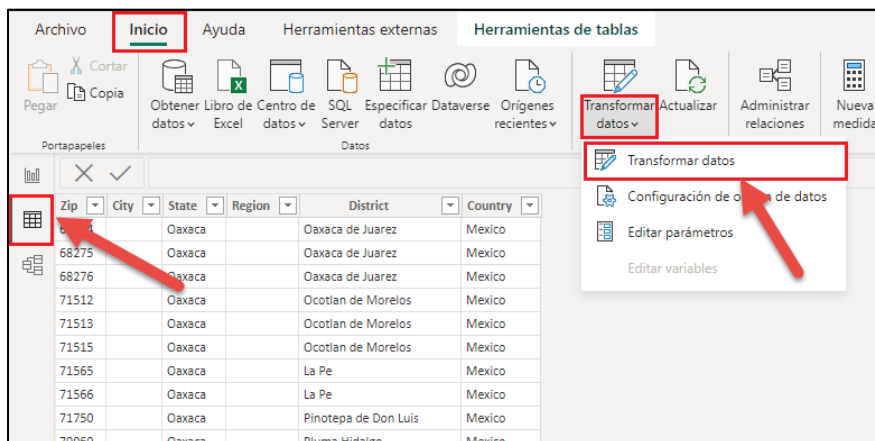 Archivo Inicio Ayuda Herramientas externas Herramientas de tablas
Pegar
Cortar
Copia
Portapapeles
Obtener datos
Libro de Excel
Centro de datos
SQL Server
Especificar datos
Dataverse
Orígenes recientes
Datos
Transformar datos
Actualizar
Administrar relaciones
Nueva medida
Transformar datos
Configuración de de datos
Editar parámetros
Editar variables
Zip City State Region District Country
Oaxaca Oaxaca de Juarez Mexico
68275 Oaxaca Oaxaca de Juarez Mexico
68276 Oaxaca Oaxaca de Juarez Mexico
71512 Oaxaca Ocotlan de Morelos Mexico
71513 Oaxaca Ocotlan de Morelos Mexico
71515 Oaxaca Ocotlan de Morelos Mexico
71565 Oaxaca La Pe Mexico
71566 Oaxaca La Pe Mexico
71750 Oaxaca Pinotepa de Don Luis Mexico
Oaxaca Pluma Hidalgo Mexico